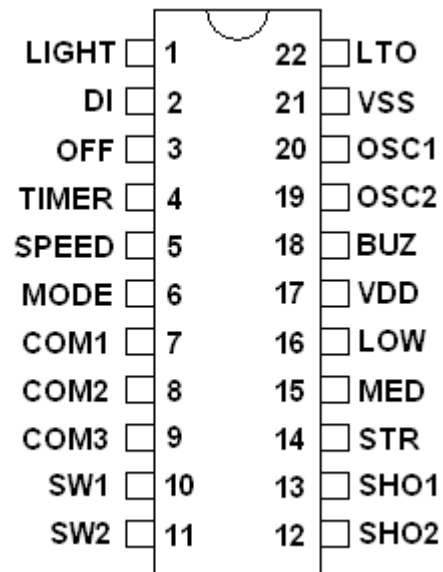 LIGHT 1 22 LTO
DI 2 21 VSS
OFF 3 20 OSC1
TIMER 4 19 OSC2
SPEED 5 18 BUZ
MODE 6 17 VDD
COM1 7 16 LOW
COM2 8 15 MED
COM3 9 14 STR
SW1 10 13 SHO1
SW2 11 12 SHO2